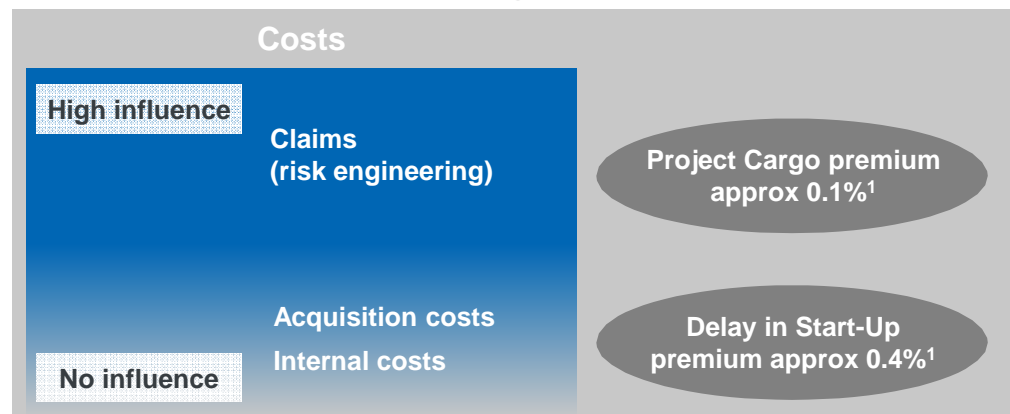 Costs
High influence
Claims
(risk engineering)
Project Cargo premium
approx 0.1%¹
Acquisition costs
Internal costs
No influence
Delay in Start-Up
premium approx 0.4%¹